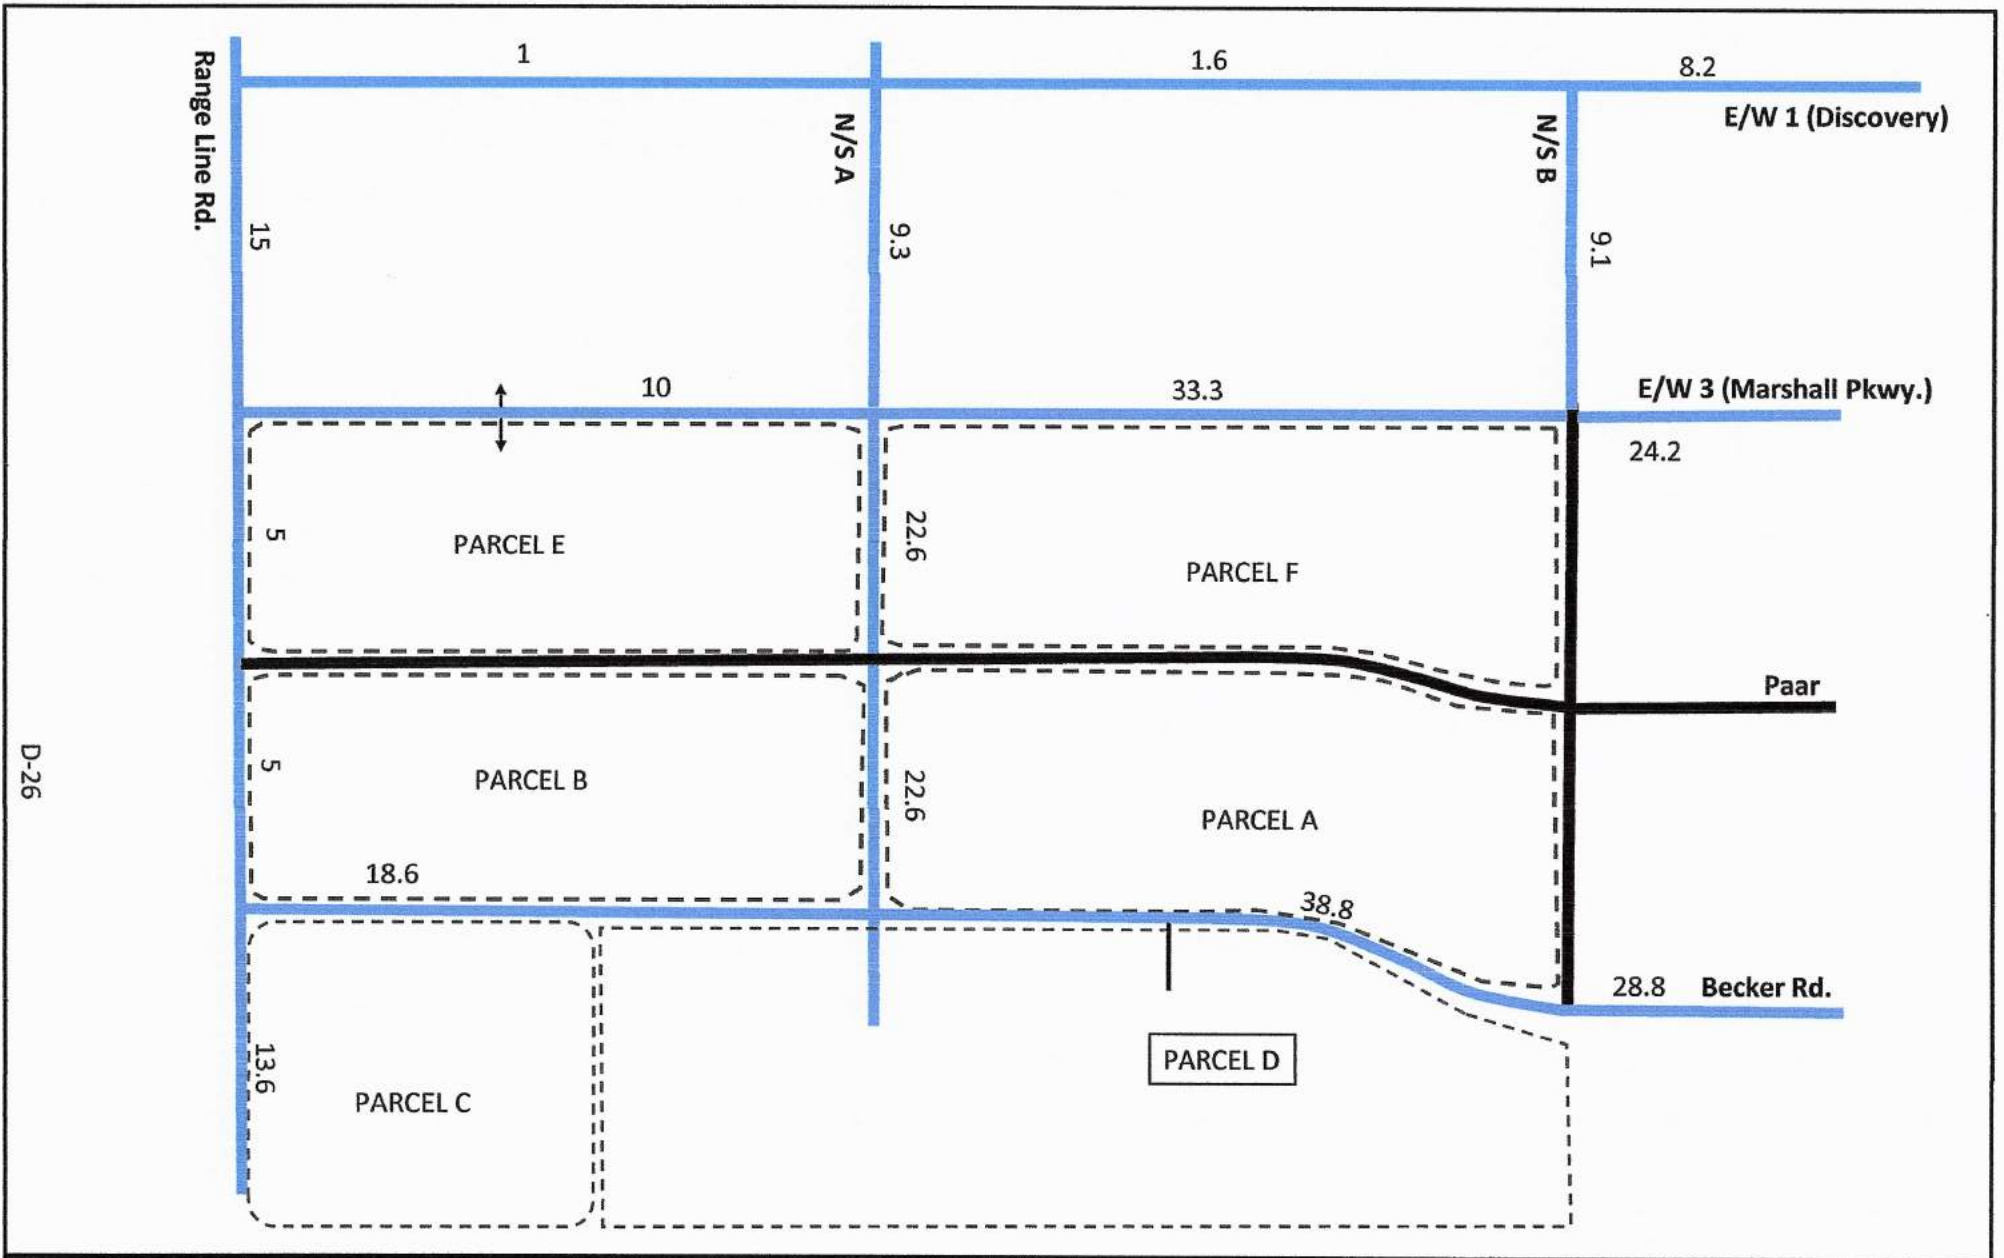 1
1.6
8.2
E/W 1 (Discovery)
Range Line Rd.
N/S A
N/S B
15
9.3
9.1
10
33.3
E/W 3 (Marshall Pkwy.)
24.2
5
PARCEL E
22.6
PARCEL F
Paar
D-26
5
PARCEL B
22.6
PARCEL A
18.6
38.8
28.8
Becker Rd.
13.6
PARCEL C
PARCEL D